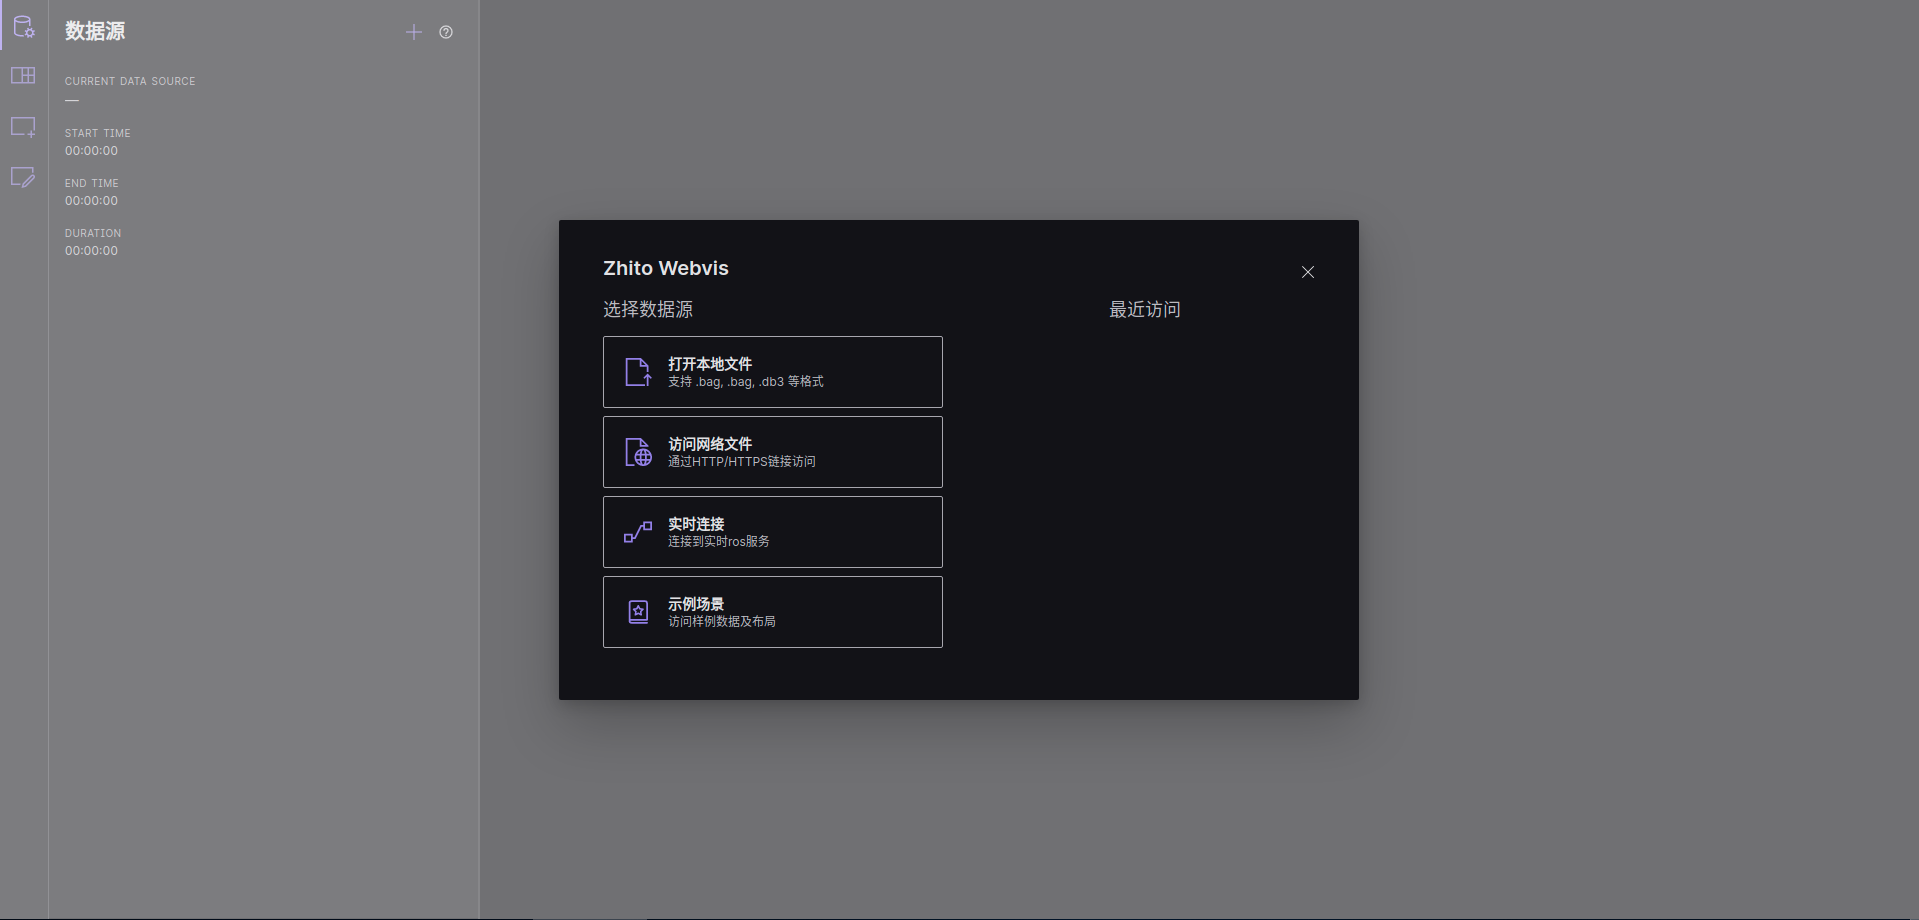 数据源
CURRENT DATA SOURCE
—
START TIME
00:00:00
END TIME
00:00:00
DURATION
00:00:00
Zhito Webvis
选择数据源
最近访问
打开本地文件
支持 .bag, .bag, .db3 等格式
访问网络文件
通过HTTP/HTTPS链接访问
实时连接
连接到实时ros服务
示例场景
访问样例数据及布局